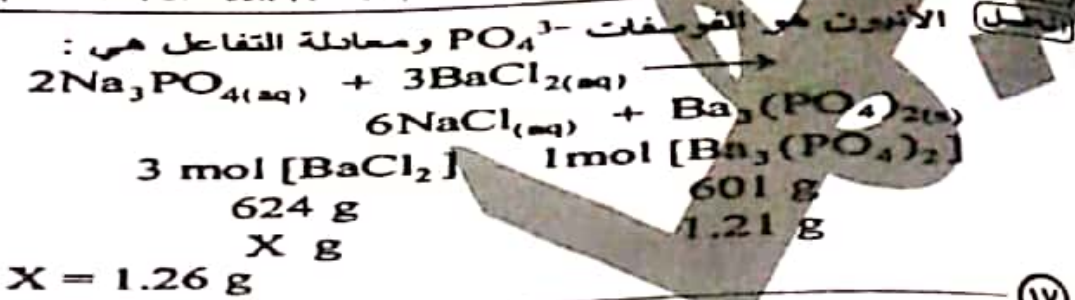 الحل الأنيون هو الفوسفات PO₄³⁻ ومعادلة التفاعل هي :
2Na₃PO₄(aq) + 3BaCl₂(aq) ⟶
6NaCl(aq) + Ba₃(PO₄)₂(s)
3 mol [BaCl₂] 1mol [Ba₃(PO₄)₂]
624 g 601 g
X g 1.21 g
X = 1.26 g
١٧